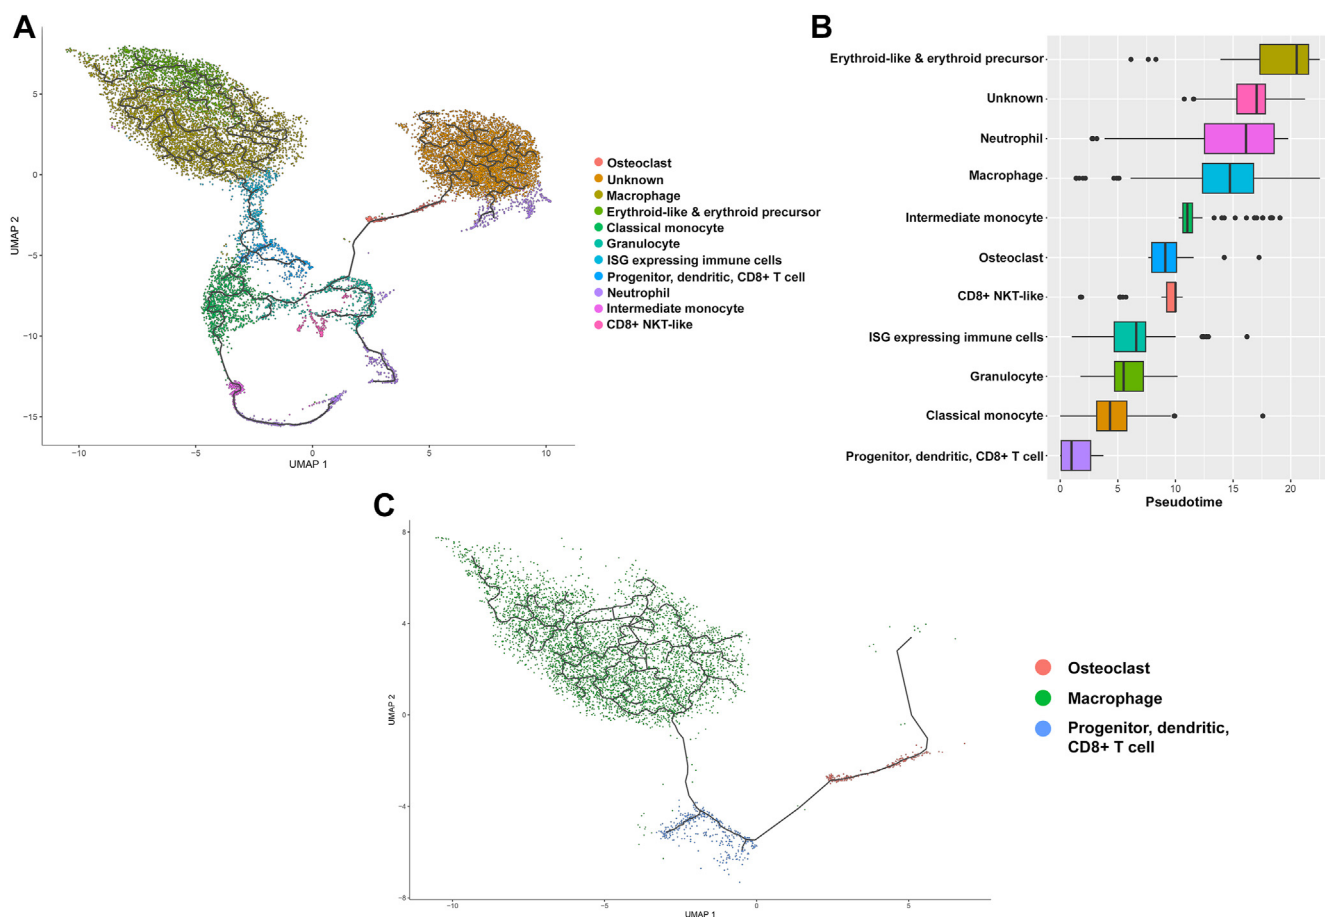 A
5
0
−5
−10
−15
UMAP 2
−10
−5
0
5
10
UMAP 1
Osteoclast
Unknown
Macrophage
Erythroid-like & erythroid precursor
Classical monocyte
Granulocyte
ISG expressing immune cells
Progenitor, dendritic, CD8+ T cell
Neutrophil
Intermediate monocyte
CD8+ NKT-like
B
Erythroid-like & erythroid precursor
Unknown
Neutrophil
Macrophage
Intermediate monocyte
Osteoclast
CD8+ NKT-like
ISG expressing immune cells
Granulocyte
Classical monocyte
Progenitor, dendritic, CD8+ T cell
0
5
10
15
20
Pseudotime
C
8
4
0
−4
−8
UMAP 2
−10
−5
0
5
UMAP 1
Osteoclast
Macrophage
Progenitor, dendritic,
CD8+ T cell